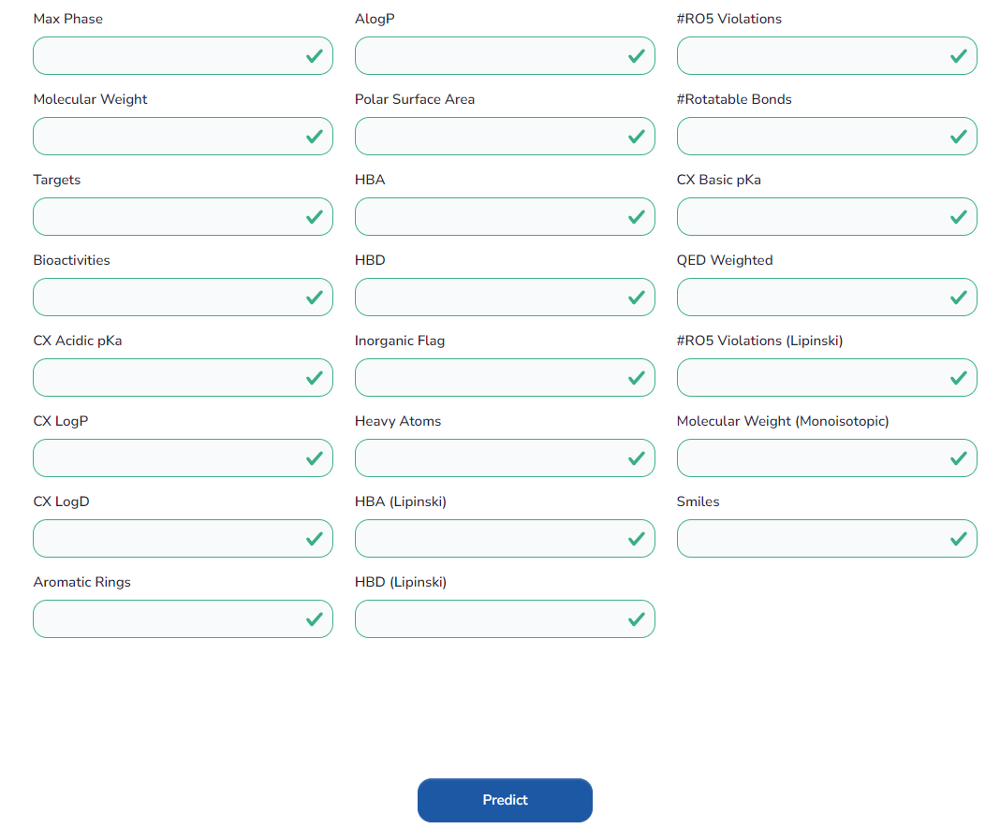 Max Phase
AlogP
#RO5 Violations
Molecular Weight
Polar Surface Area
#Rotatable Bonds
Targets
HBA
CX Basic pKa
Bioactivities
HBD
QED Weighted
CX Acidic pKa
Inorganic Flag
#RO5 Violations (Lipinski)
CX LogP
Heavy Atoms
Molecular Weight (Monoisotopic)
CX LogD
HBA (Lipinski)
Smiles
Aromatic Rings
HBD (Lipinski)
Predict